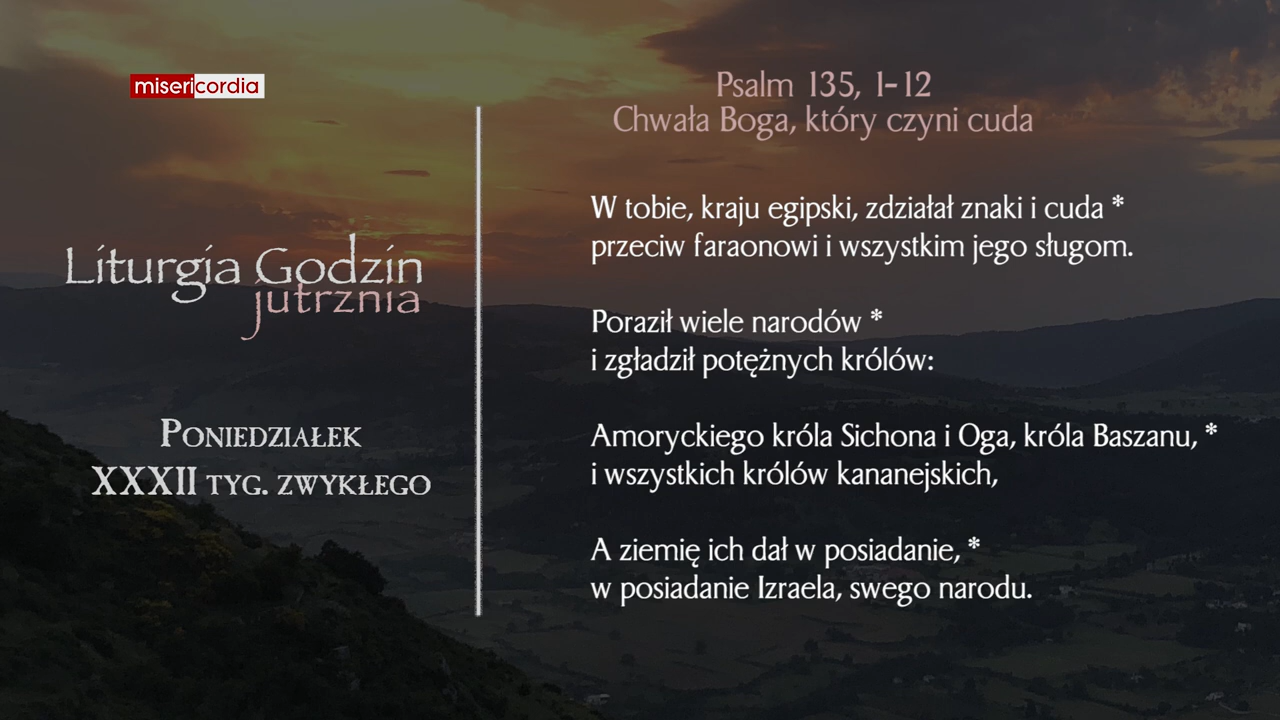 misericordia
Liturgia Godzin
jutrznia
Poniedziałek
XXXII tyg. zwykłego
Psalm 135, 1-12
Chwała Boga, który czyni cuda
W tobie, kraju egipski, zdziałał znaki i cuda *
przeciw faraonowi i wszystkim jego sługom.
Poraził wiele narodów *
i zgładził potężnych królów:
Amoryckiego króla Sichona i Oga, króla Baszanu, *
i wszystkich królów kananejskich,
A ziemię ich dał w posiadanie, *
w posiadanie Izraela, swego narodu.